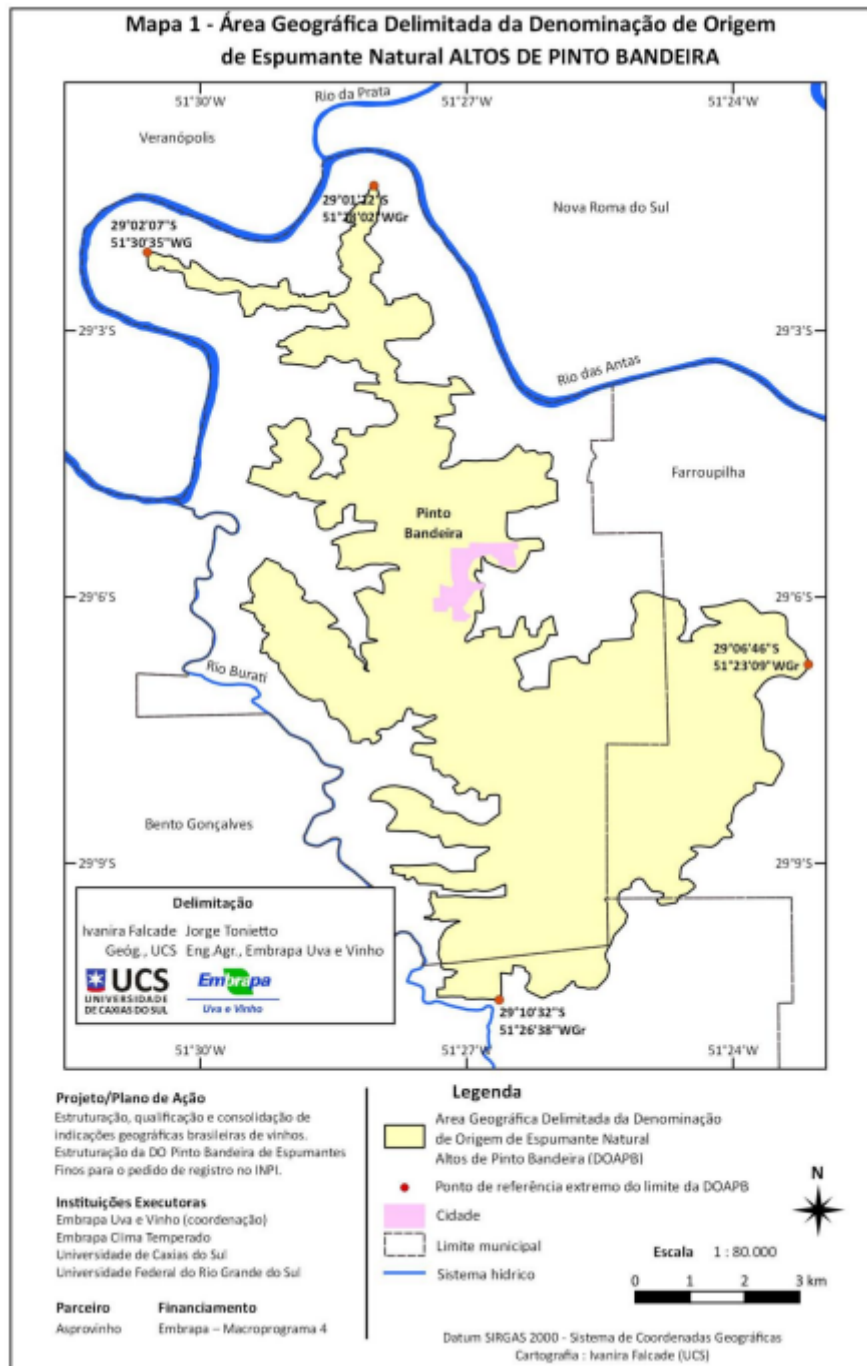 Mapa 1 - Área Geográfica Delimitada da Denominação de Origem
de Espumante Natural ALTOS DE PINTO BANDEIRA
51°30'W
51°27'W
51°24'W
Rio da Prata
Veranópolis
29°01'22"S
51°28'02"WGr
Nova Roma do Sul
29°02'07"S
51°30'35"WG
29°3'S
29°3'S
Rio das Antas
Farroupilha
Pinto
Bandeira
29°6'S
29°6'S
29°06'46"S
51°23'09"WGr
Rio Burati
Bento Gonçalves
29°9'S
29°9'S
Delimitação
Ivanira Falcade Jorge Tonietto
Geóg., UCS Eng.Agr., Embrapa Uva e Vinho
UCS
UNIVERSIDADE
DE CAXIAS DO SUL
Embrapa
Uva e Vinho
29°10'32"S
51°26'38"WGr
51°30'W
51°27'W
51°24'W
Projeto/Plano de Ação
Estruturação, qualificação e consolidação de
indicações geográficas brasileiras de vinhos.
Estruturação da DO Pinto Bandeira de Espumantes
Finos para o pedido de registro no INPI.
Instituições Executoras
Embrapa Uva e Vinho (coordenação)
Embrapa Clima Temperado
Universidade de Caxias do Sul
Universidade Federal do Rio Grande do Sul
Parceiro Financiamento
Asprovinho Embrapa – Macroprograma 4
Legenda
Area Geográfica Delimitada da Denominação
de Origem de Espumante Natural
Altos de Pinto Bandeira (DOAPB)
Ponto de referência extremo do limite da DOAPB
Cidade
Limite municipal
Sistema hídrico
N
Escala 1 : 80.000
0 1 2 3 km
Datum SIRGAS 2000 - Sistema de Coordenadas Geográficas
Cartografia : Ivanira Falcade (UCS)